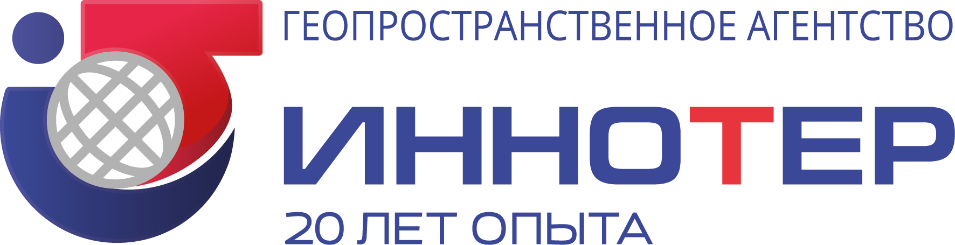 ГЕОПРОСТРАНСТВЕННОЕ АГЕНТСТВО
ИННОТЕР
20 ЛЕТ ОПЫТА